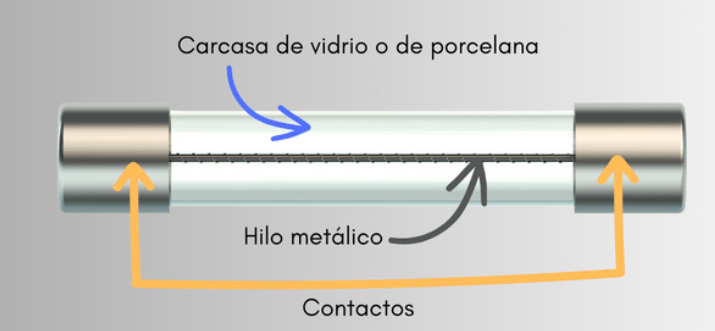 Carcasa de vidrio o de porcelana
Hilo metálico
Contactos